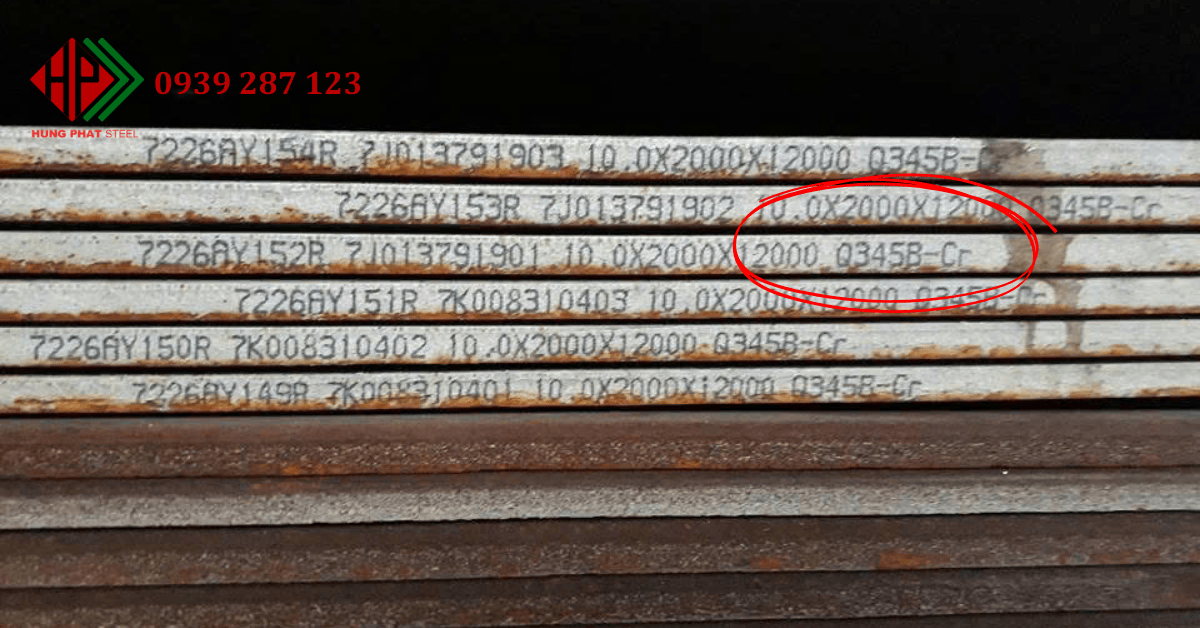 0939 287 123
HUNG PHAT STEEL
7226AY154R 7J013791903 10.0X2000X12000 Q345B-Cr
7226AY153R 7J013791902 10.0X2000X12000 Q345B-Cr
7226AY152R 7J013791901 10.0X2000X12000 Q345B-Cr
7226AY151R 7K008310403 10.0X2000X12000 Q345B-Cr
7226AY150R 7K008310402 10.0X2000X12000 Q345B-Cr
7226AY149R 7K008310401 10.0X2000X12000 Q345B-Cr